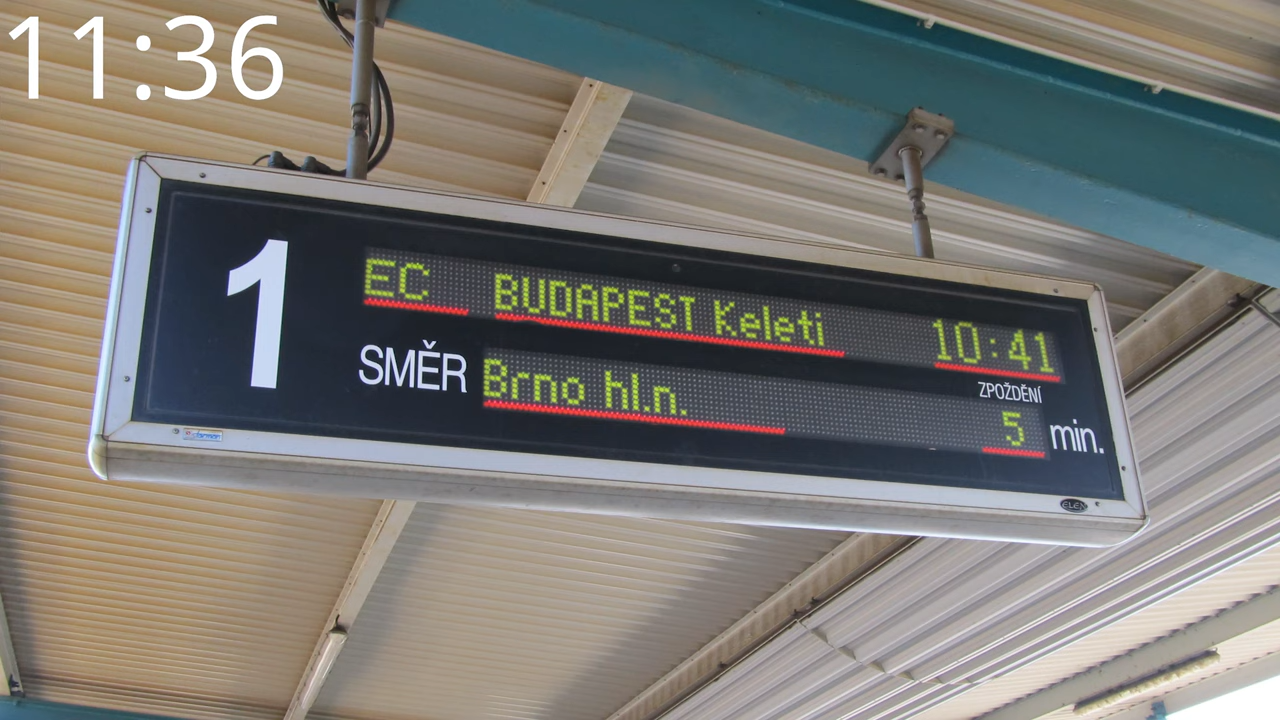 11:36
1
EC BUDAPEST Keleti 10:41
SMĚR Brno hl.n.
ZPOŽDĚNÍ
5 min.